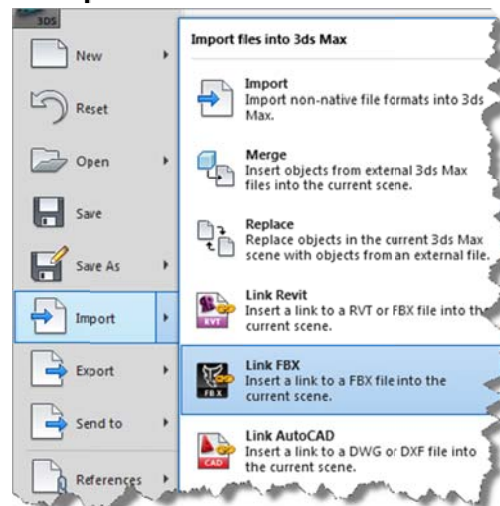 3DS
New
Reset
Open
Save
Save As
Import
Export
Send to
References
Import files into 3ds Max
Import
Import non-native file formats into 3ds
Max.
Merge
Insert objects from external 3ds Max
files into the current scene.
Replace
Replace objects in the current 3ds Max
scene with objects from an external file.
Link Revit
Insert a link to a RVT or FBX file into the
current scene.
RVT
Link FBX
Insert a link to a FBX file into the
current scene.
FBX
Link AutoCAD
Insert a link to a DWG or DXF file into
the current scene.
CAD